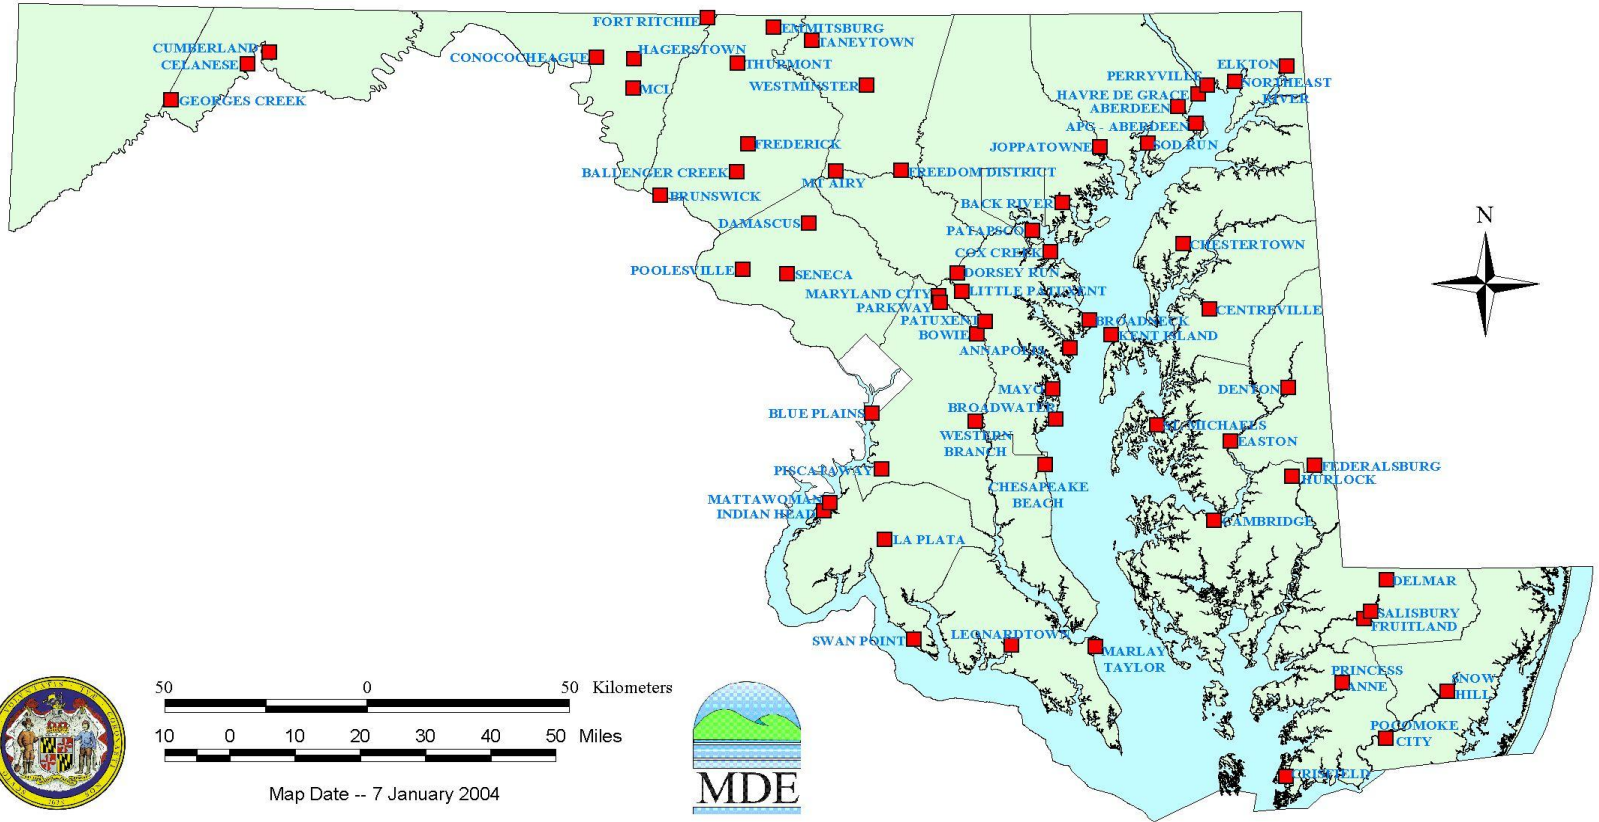 FORT RITCHIE
EMMITSBURG
TANEYTOWN
CUMBERLAND
CELANESE
GEORGES CREEK
CONOCOCHEAGUE
HAGERSTOWN
MCI
THURMONT
WESTMINSTER
PERRYVILLE
ELKTON
NORTHEAST
RIVER
HAVRE DE GRACE
ABERDEEN
APG - ABERDEEN
SOD RUN
JOPPATOWNE
FREDERICK
BALLENGER CREEK
MT AIRY
FREEDOM DISTRICT
BRUNSWICK
BACK RIVER
DAMASCUS
PATAPSCO
COX CREEK
CHESTERTOWN
N
POOLESVILLE
SENECA
DORSEY RUN
MARYLAND CITY
LITTLE PATUXENT
PARKWAY
PATUXENT
BOWIE
BROADNECK
KENT ISLAND
CENTREVILLE
ANNAPOLIS
MAYO
DENTON
BLUE PLAINS
BROADWATER
WESTERN
BRANCH
ST. MICHAELS
EASTON
PISCATAWAY
CHESAPEAKE
BEACH
FEDERALSBURG
HURLOCK
MATTAWOMAN
INDIAN HEAD
CAMBRIDGE
LA PLATA
DELMAR
SALISBURY
FRUITLAND
SWAN POINT
LEONARDTOWN
MARLAY
TAYLOR
PRINCESS
ANNE
SNOW
HILL
POCOMOKE
CITY
CRISFIELD
50 0 50 Kilometers
10 0 10 20 30 40 50 Miles
Map Date -- 7 January 2004
MDE